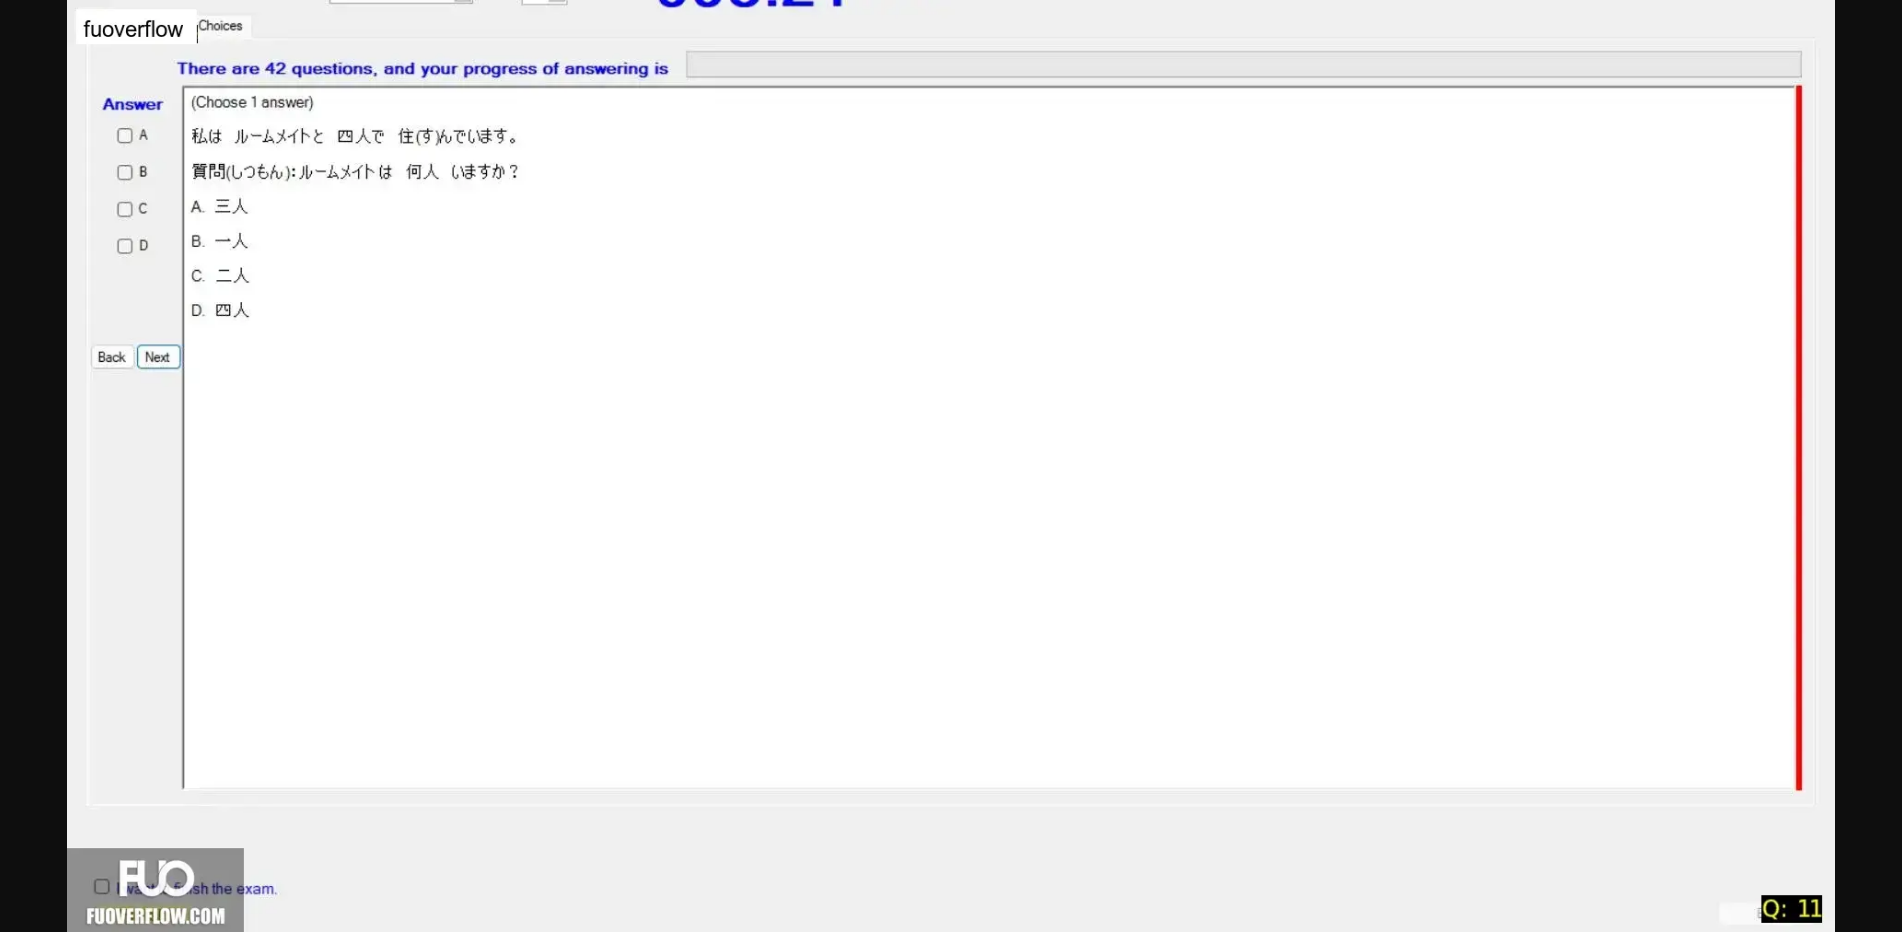 fuoverflow
Choices
There are 42 questions, and your progress of answering is
Answer
(Choose 1 answer)
A
私は ルームメイトと 四人で 住(す)んでいます。
B
質問(しつもん):ルームメイトは 何人 いますか?
C
A. 三人
D
B. 一人
C. 二人
D. 四人
Back Next
FUO
the exam.
FUOVERFLOW.COM
Q: 11